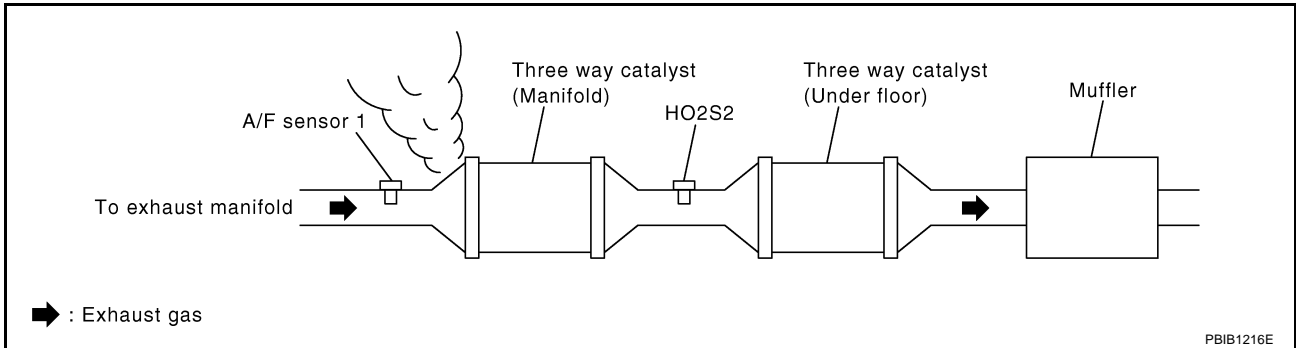 Three way catalyst
(Manifold)
Three way catalyst
(Under floor)
Muffler
HO2S2
A/F sensor 1
To exhaust manifold
: Exhaust gas
PBIB1216E